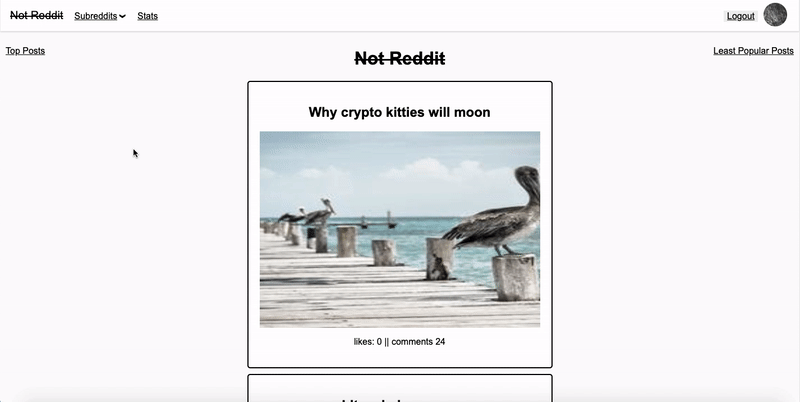 Not Reddit Subreddits Stats Logout
Top Posts
Not Reddit
Least Popular Posts
Why crypto kitties will moon
likes: 0 || comments 24